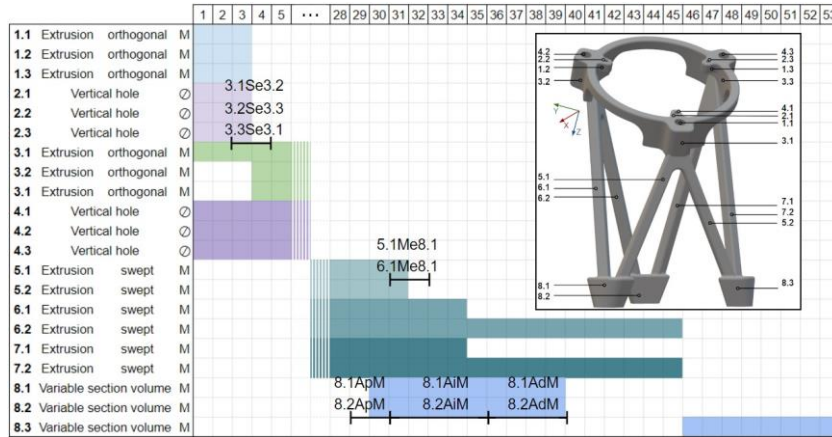 1 2 3 4 5 ... 28 29 30 31 32 33 34 35 36 37 38 39 40 41 42 43 44 45 46 47 48 49 50 51 52 53
1.1 Extrusion orthogonal M
1.2 Extrusion orthogonal M
1.3 Extrusion orthogonal M
2.1 Vertical hole ∅
2.2 Vertical hole ∅
2.3 Vertical hole ∅
3.1 Extrusion orthogonal M
3.2 Extrusion orthogonal M
3.1 Extrusion orthogonal M
4.1 Vertical hole ∅
4.2 Vertical hole ∅
4.3 Vertical hole ∅
5.1 Extrusion swept M
5.2 Extrusion swept M
6.1 Extrusion swept M
6.2 Extrusion swept M
7.1 Extrusion swept M
7.2 Extrusion swept M
8.1 Variable section volume M
8.2 Variable section volume M
8.3 Variable section volume M
3.1Se3.2
3.2Se3.3
3.3Se3.1
5.1Me8.1
6.1Me8.1
8.1ApM 8.1AiM 8.1AdM
8.2ApM 8.2AiM 8.2AdM
4.2
2.2
1.2
3.2
4.3
2.3
1.3
3.3
4.1
2.1
1.1
3.1
Y
X
Z
5.1
6.1
6.2
7.1
7.2
5.2
8.1
8.2
8.3